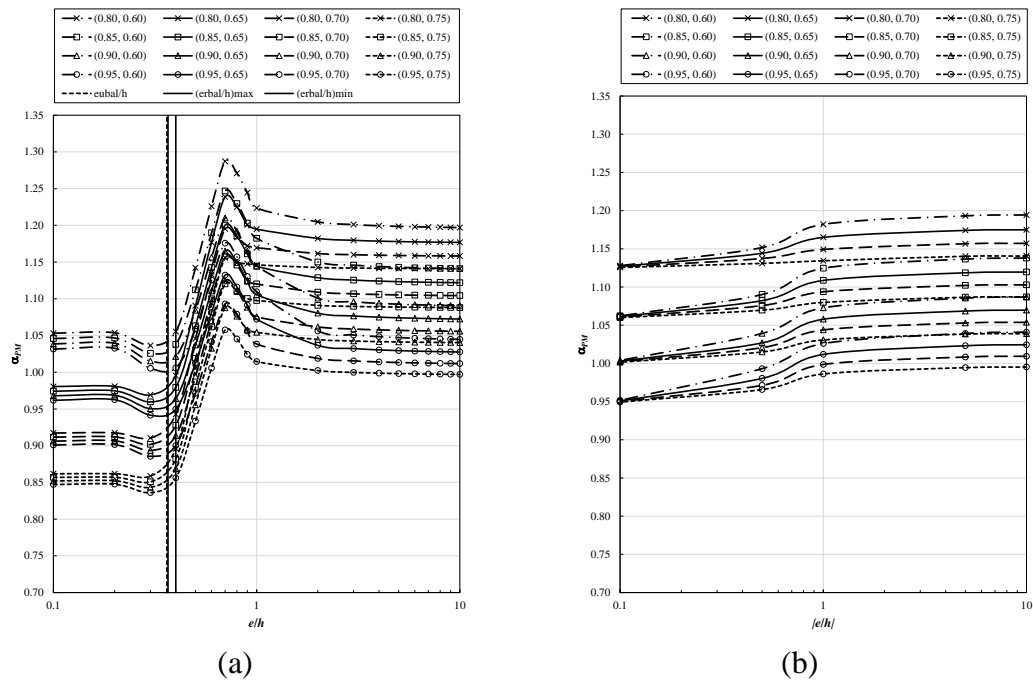 (0.80, 0.60) (0.80, 0.65) (0.80, 0.70) (0.80, 0.75)
(0.85, 0.60) (0.85, 0.65) (0.85, 0.70) (0.85, 0.75)
(0.90, 0.60) (0.90, 0.65) (0.90, 0.70) (0.90, 0.75)
(0.95, 0.60) (0.95, 0.65) (0.95, 0.70) (0.95, 0.75)
eubal/h (erbal/h)max (erbal/h)min
1.35
1.30
1.25
1.20
1.15
1.10
1.05
1.00
0.95
0.90
0.85
0.80
0.75
0.70
αPM
0.1 1 10
e/h
(a)
(0.80, 0.60) (0.80, 0.65) (0.80, 0.70) (0.80, 0.75)
(0.85, 0.60) (0.85, 0.65) (0.85, 0.70) (0.85, 0.75)
(0.90, 0.60) (0.90, 0.65) (0.90, 0.70) (0.90, 0.75)
(0.95, 0.60) (0.95, 0.65) (0.95, 0.70) (0.95, 0.75)
1.35
1.30
1.25
1.20
1.15
1.10
1.05
1.00
0.95
0.90
0.85
0.80
0.75
0.70
αPM
0.1 1 10
|e/h|
(b)